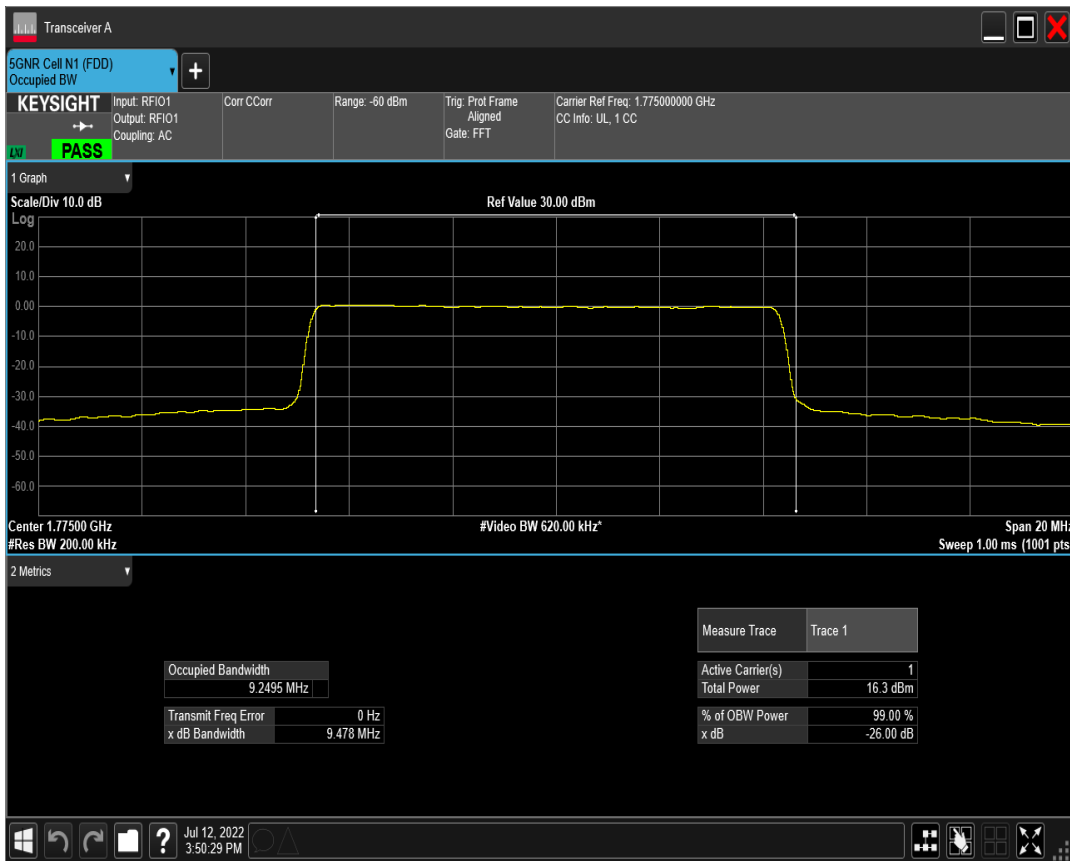 Transceiver A
5GNR Cell N1 (FDD)
Occupied BW
+
KEYSIGHT
LXI
PASS
Input: RFIO1
Output: RFIO1
Coupling: AC
Corr CCorr
Range: -60 dBm
Trig: Prot Frame
Aligned
Gate: FFT
Carrier Ref Freq: 1.775000000 GHz
CC Info: UL, 1 CC
1 Graph
Scale/Div 10.0 dB
Ref Value 30.00 dBm
Log
20.0
10.0
0.00
-10.0
-20.0
-30.0
-40.0
-50.0
-60.0
Center 1.77500 GHz
#Video BW 620.00 kHz*
Span 20 MHz
#Res BW 200.00 kHz
Sweep 1.00 ms (1001 pts
2 Metrics
Measure Trace Trace 1
Occupied Bandwidth
9.2495 MHz
Active Carrier(s) 1
Total Power 16.3 dBm
Transmit Freq Error 0 Hz
x dB Bandwidth 9.478 MHz
% of OBW Power 99.00 %
x dB -26.00 dB
?
Jul 12, 2022
3:50:29 PM